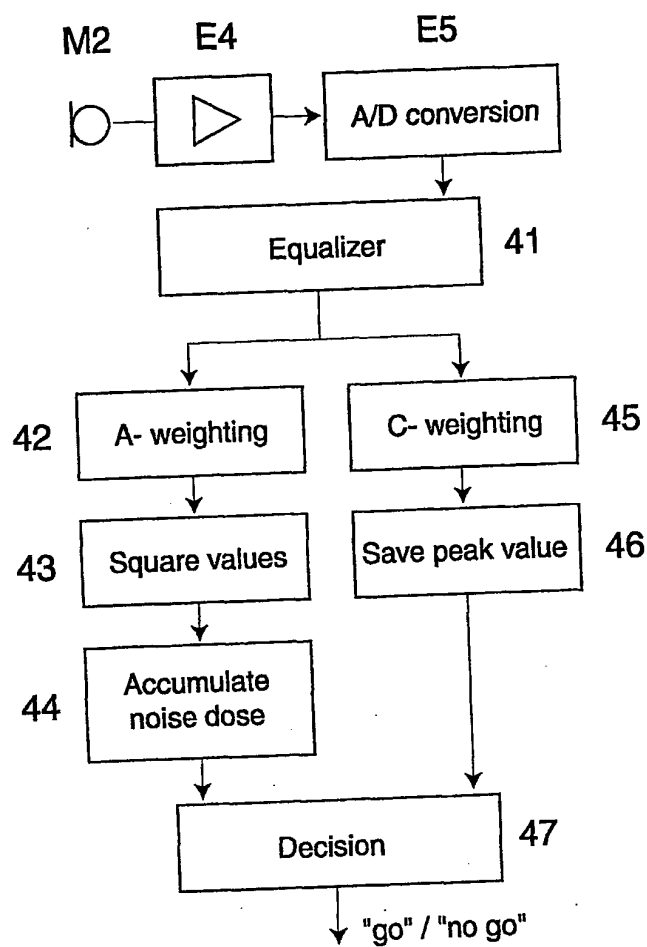 M2
E4
E5
A/D conversion
Equalizer
41
42
A- weighting
C- weighting
45
43
Square values
Save peak value
46
44
Accumulate
noise dose
Decision
47
"go" / "no go"